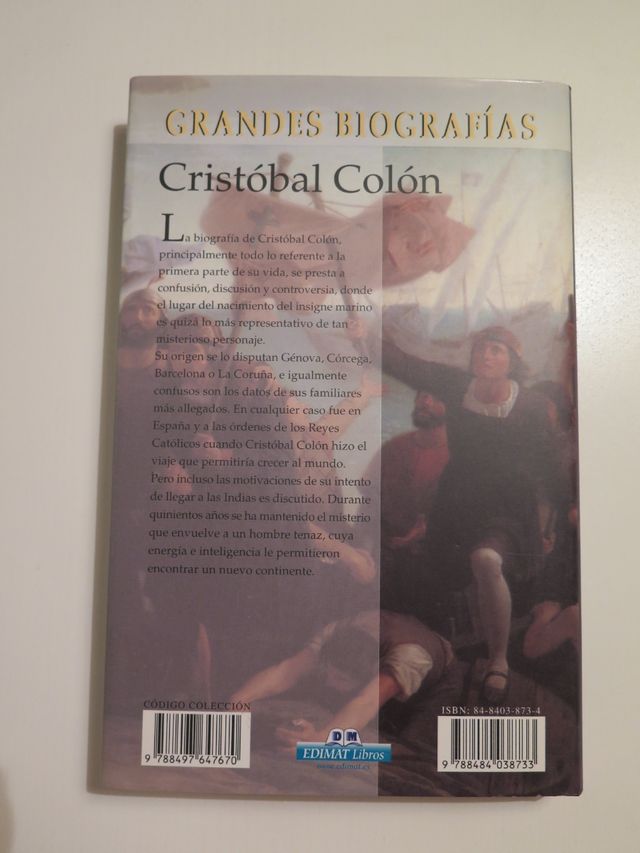 GRANDES BIOGRAFÍAS
Cristóbal Colón
La biografía de Cristóbal Colón,
principalmente todo lo referente a la
primera parte de su vida, se presta a
confusión, discusión y controversia, donde
el lugar del nacimiento del insigne marino
es quizá lo más representativo de tan
misterioso personaje.
Su origen se lo disputan Génova, Córcega,
Barcelona o La Coruña, e igualmente
confusos son los datos de sus familiares
más allegados. En cualquier caso fue en
España y a las órdenes de los Reyes
Católicos cuando Cristóbal Colón hizo el
viaje que permitiría crecer al mundo.
Pero incluso las motivaciones de su intento
de llegar a las Indias es discutido. Durante
quinientos años se ha mantenido el misterio
que envuelve a un hombre tenaz, cuya
energía e inteligencia le permitieron
encontrar un nuevo continente.
CÓDIGO COLECCIÓN
9 788497 647670
DM
EDIMAT Libros
www.edimat.es
ISBN: 84-8403-873-4
9 788484 038733